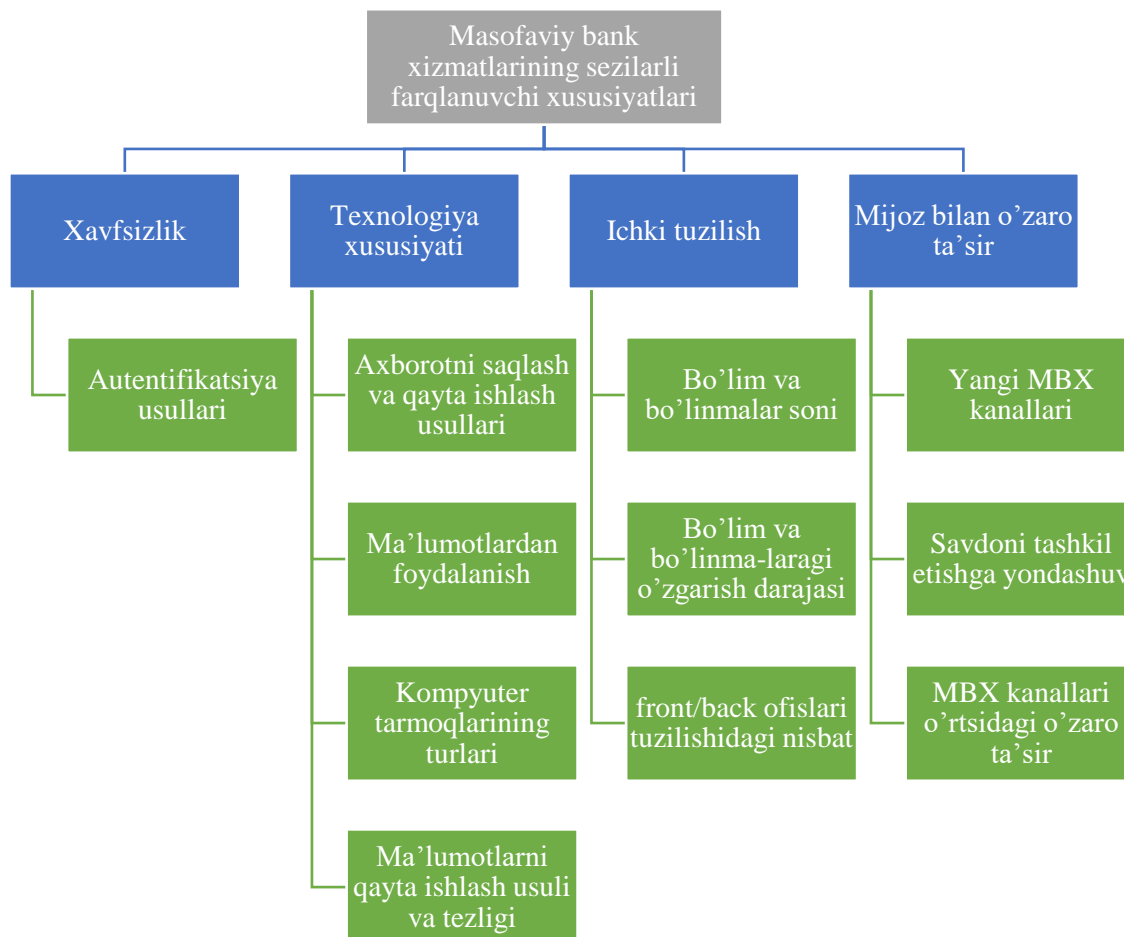 Masofaviy bank
xizmatlarining sezilarli
farqlanuvchi xususiyatlari
Xavfsizlik
Autentifikatsiya
usullari
Texnologiya
xususiyati
Axborotni saqlash
va qayta ishlash
usullari
Ma’lumotlardan
foydalanish
Kompyuter
tarmoqlarining
turlari
Ma’lumotlarni
qayta ishlash usuli
va tezligi
Ichki tuzilish
Bo’lim va
bo’linmalar soni
Bo’lim va
bo’linma-laragi
o’zgarish darajasi
front/back ofislari
tuzilishidagi nisbat
Mijoz bilan o’zaro
ta’sir
Yangi MBX
kanallari
Savdoni tashkil
etishga yondashuv
MBX kanallari
o’rtsidagi o’zaro
ta’sir